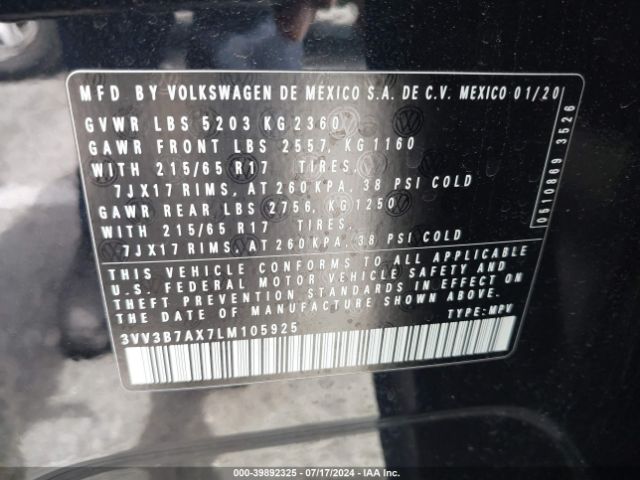 MFD BY VOLKSWAGEN DE MEXICO S.A. DE C.V. MEXICO 01/20
GVWR LBS 5203 KG 2360
GAWR FRONT LBS 2557, KG 1160
WITH 215/65 R17 TIRES,
7JX17 RIMS, AT 260 KPA, 38 PSI COLD
GAWR REAR LBS 2756, KG 1250
WITH 215/65 R17 TIRES,
7JX17 RIMS, AT 260 KPA, 38 PSI COLD
THIS VEHICLE CONFORMS TO ALL APPLICABLE
U.S. FEDERAL MOTOR VEHICLE SAFETY AND
THEFT PREVENTION STANDARDS IN EFFECT ON
THE DATE OF MANUFACTURE SHOWN ABOVE.
3VV3B7AX7LM105925 TYPE: MPV
0510869 3526
000-39892325 | 07/17/2024 | IAA Inc.